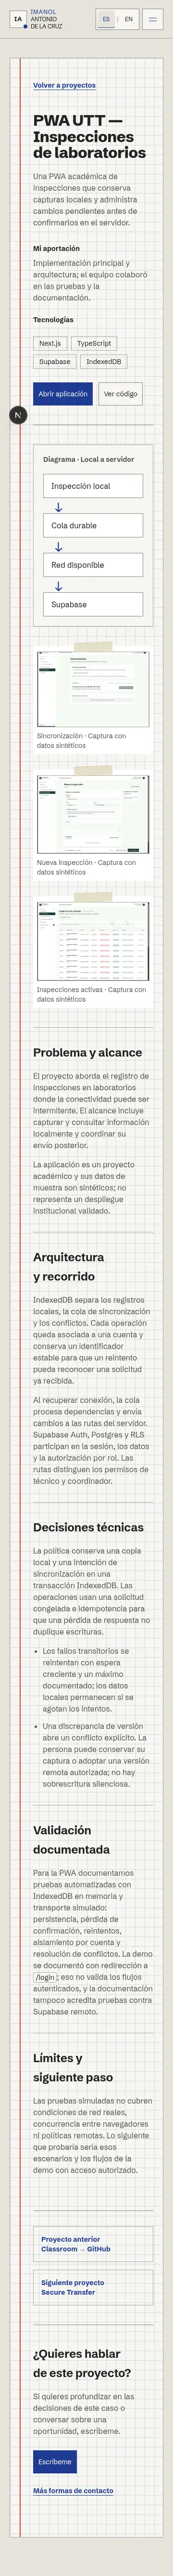 IA
IMANOL
ANTONIO
DE LA CRUZ
ES | EN
Volver a proyectos
PWA UTT —
Inspecciones
de laboratorios
Una PWA académica de
inspecciones que conserva
capturas locales y administra
cambios pendientes antes de
confirmarlos en el servidor.
Mi aportación
Implementación principal y
arquitectura; el equipo colaboró
en las pruebas y la
documentación.
Tecnologías
Next.js
TypeScript
Supabase
IndexedDB
Abrir aplicación
Ver código
N
Diagrama · Local a servidor
Inspección local
↓
Cola durable
↓
Red disponible
↓
Supabase
Sincronización · Captura con
datos sintéticos
Nueva inspección · Captura con
datos sintéticos
Inspecciones activas · Captura con
datos sintéticos
Problema y alcance
El proyecto aborda el registro de
inspecciones en laboratorios
donde la conectividad puede ser
intermitente. El alcance incluye
capturar y consultar información
localmente y coordinar su
envío posterior.
La aplicación es un proyecto
académico y sus datos de
muestra son sintéticos; no
representa un despliegue
institucional validado.
Arquitectura
y recorrido
IndexedDB separa los registros
locales, la cola de sincronización
y los conflictos. Cada operación
queda asociada a una cuenta y
conserva un identificador
estable para que un reintento
pueda reconocer una solicitud
ya recibida.
Al recuperar conexión, la cola
procesa dependencias y envía
cambios a las rutas del servidor.
Supabase Auth, Postgres y RLS
participan en la sesión, los datos
y la autorización por rol. Las
rutas distinguen los permisos de
técnico y coordinador.
Decisiones técnicas
La política conserva una copia
local y una intención de
sincronización en una
transacción IndexedDB. Las
operaciones usan una solicitud
congelada e idempotencia para
que una pérdida de respuesta no
duplique escrituras.
• Los fallos transitorios se
reintentan con espera
creciente y un máximo
documentado; los datos
locales permanecen si se
agotan los intentos.
• Una discrepancia de versión
abre un conflicto explícito. La
persona puede conservar su
captura o adoptar una versión
remota autorizada; no hay
sobrescritura silenciosa.
Validación
documentada
Para la PWA documentamos
pruebas automatizadas con
IndexedDB en memoria y
transporte simulado:
persistencia, pérdida de
confirmación, reintentos,
aislamiento por cuenta y
resolución de conflictos. La demo
se documentó con redirección a
/login; eso no valida los flujos
autenticados, y la documentación
tampoco acredita pruebas contra
Supabase remoto.
Límites y
siguiente paso
Las pruebas simuladas no cubren
condiciones de red reales,
concurrencia entre navegadores
ni políticas remotas. Lo siguiente
que probaría sería esos
escenarios y los flujos de la
demo con acceso autorizado.
Proyecto anterior
Classroom → GitHub
Siguiente proyecto
Secure Transfer
¿Quieres hablar
de este proyecto?
Si quieres profundizar en las
decisiones de este caso o
conversar sobre una
oportunidad, escríbeme.
Escríbeme
Más formas de contacto